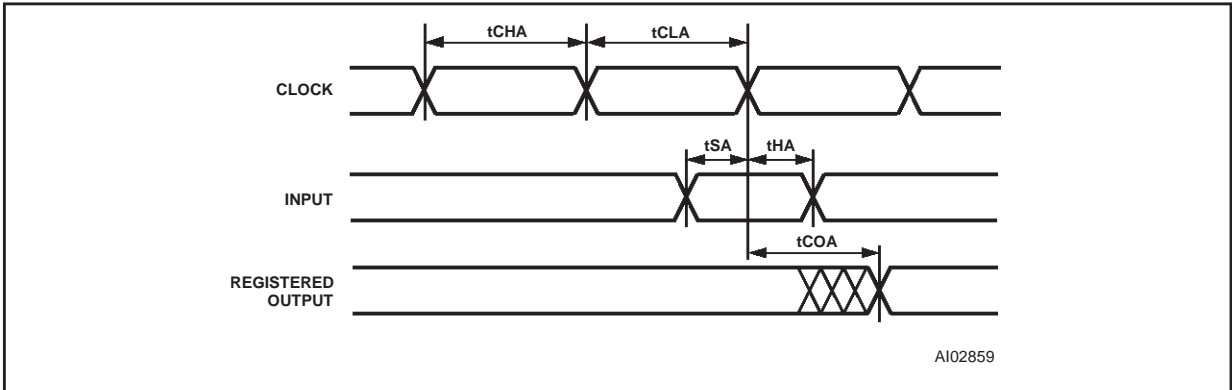 tCHA tCLA
CLOCK
tSA tHA
INPUT
tCOA
REGISTERED
OUTPUT
AI02859